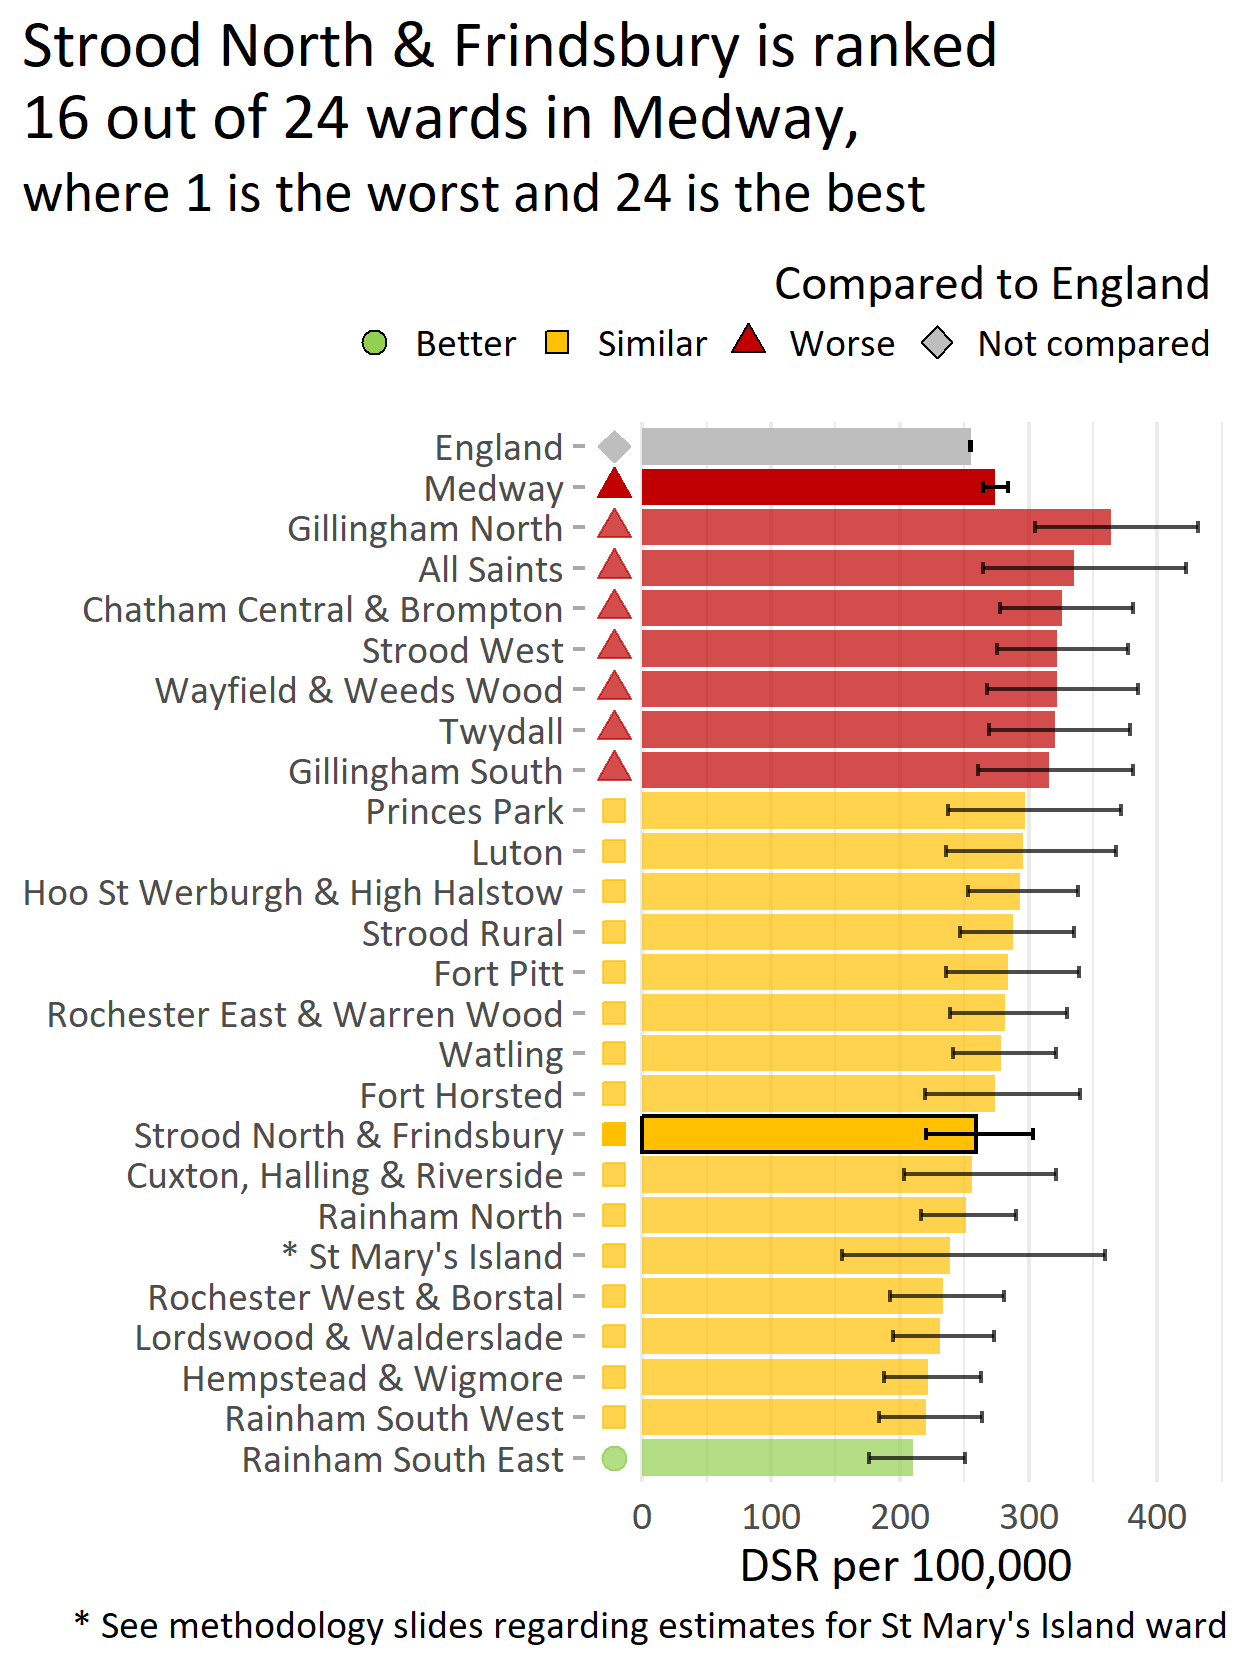 Strood North & Frindsbury is ranked
16 out of 24 wards in Medway,
where 1 is the worst and 24 is the best
Compared to England
Better Similar Worse Not compared
England
Medway
Gillingham North
All Saints
Chatham Central & Brompton
Strood West
Wayfield & Weeds Wood
Twydall
Gillingham South
Princes Park
Luton
Hoo St Werburgh & High Halstow
Strood Rural
Fort Pitt
Rochester East & Warren Wood
Watling
Fort Horsted
Strood North & Frindsbury
Cuxton, Halling & Riverside
Rainham North
* St Mary's Island
Rochester West & Borstal
Lordswood & Walderslade
Hempstead & Wigmore
Rainham South West
Rainham South East
0 100 200 300 400
DSR per 100,000
* See methodology slides regarding estimates for St Mary's Island ward